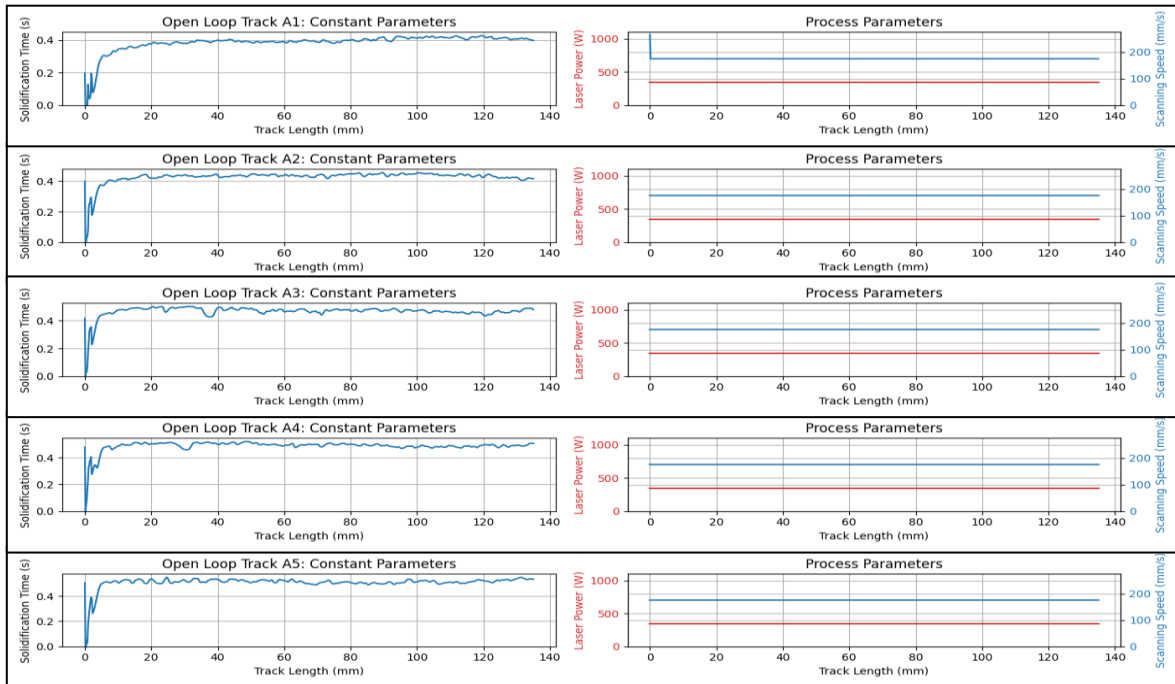 Open Loop Track A1: Constant Parameters
Solidification Time (s)
0.4
0.2
0.0
0 20 40 60 80 100 120 140
Track Length (mm)
Process Parameters
Laser Power (W)
1000
500
0
0 20 40 60 80 100 120 140
Track Length (mm)
200
100
0
Scanning Speed (mm/s)
Open Loop Track A2: Constant Parameters
Solidification Time (s)
0.4
0.2
0.0
0 20 40 60 80 100 120 140
Track Length (mm)
Process Parameters
Laser Power (W)
1000
500
0
0 20 40 60 80 100 120 140
Track Length (mm)
200
100
0
Scanning Speed (mm/s)
Open Loop Track A3: Constant Parameters
Solidification Time (s)
0.4
0.2
0.0
0 20 40 60 80 100 120 140
Track Length (mm)
Process Parameters
Laser Power (W)
1000
500
0
0 20 40 60 80 100 120 140
Track Length (mm)
200
100
0
Scanning Speed (mm/s)
Open Loop Track A4: Constant Parameters
Solidification Time (s)
0.4
0.2
0.0
0 20 40 60 80 100 120 140
Track Length (mm)
Process Parameters
Laser Power (W)
1000
500
0
0 20 40 60 80 100 120 140
Track Length (mm)
200
100
0
Scanning Speed (mm/s)
Open Loop Track A5: Constant Parameters
Solidification Time (s)
0.4
0.2
0.0
0 20 40 60 80 100 120 140
Track Length (mm)
Process Parameters
Laser Power (W)
1000
500
0
0 20 40 60 80 100 120 140
Track Length (mm)
200
100
0
Scanning Speed (mm/s)